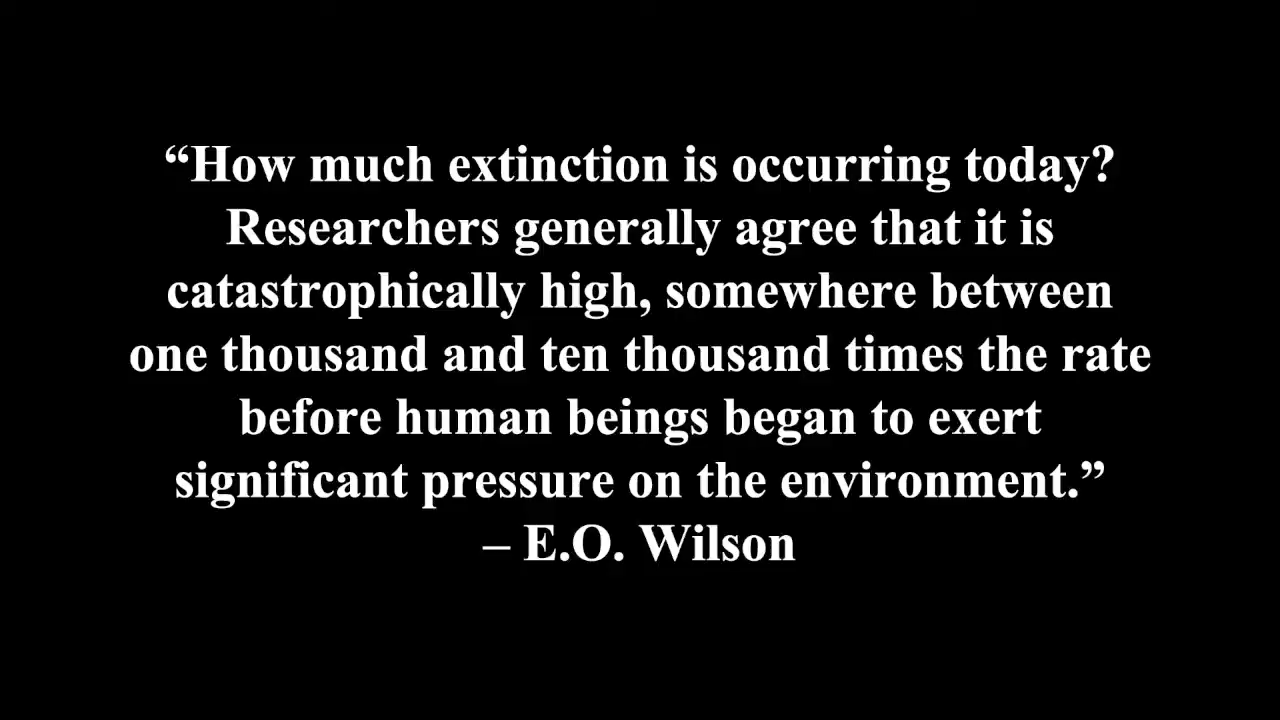 “How much extinction is occurring today?
Researchers generally agree that it is
catastrophically high, somewhere between
one thousand and ten thousand times the rate
before human beings began to exert
significant pressure on the environment.”
– E.O. Wilson